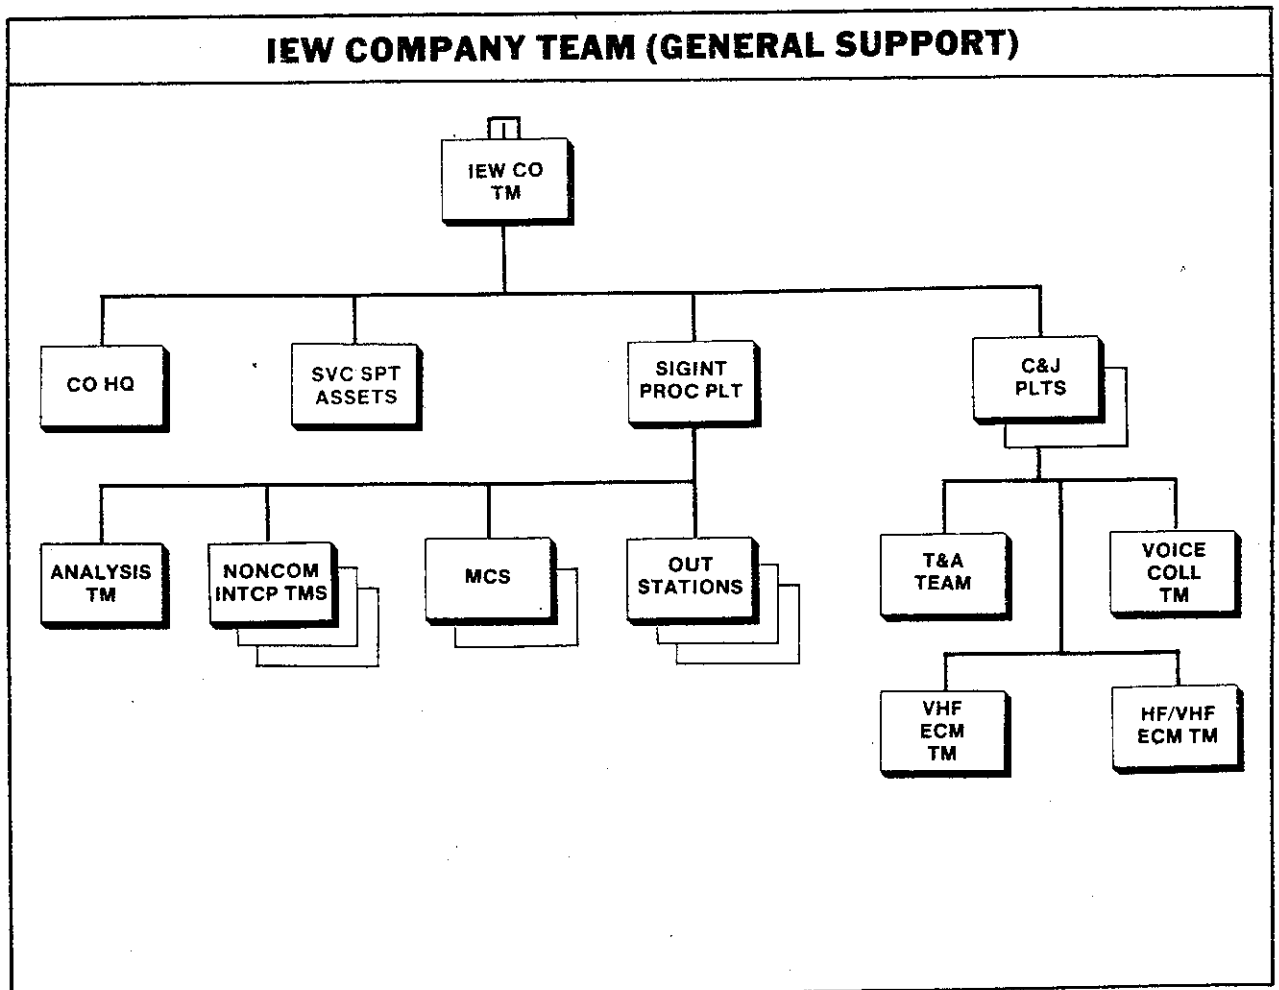 IEW COMPANY TEAM (GENERAL SUPPORT)
I
IEW CO
TM
CO HQ
SVC SPT
ASSETS
SIGINT
PROC PLT
C&J
PLTS
ANALYSIS
TM
NONCOM
INTCP TMS
MCS
OUT
STATIONS
T&A
TEAM
VOICE
COLL
TM
VHF
ECM
TM
HF/VHF
ECM TM